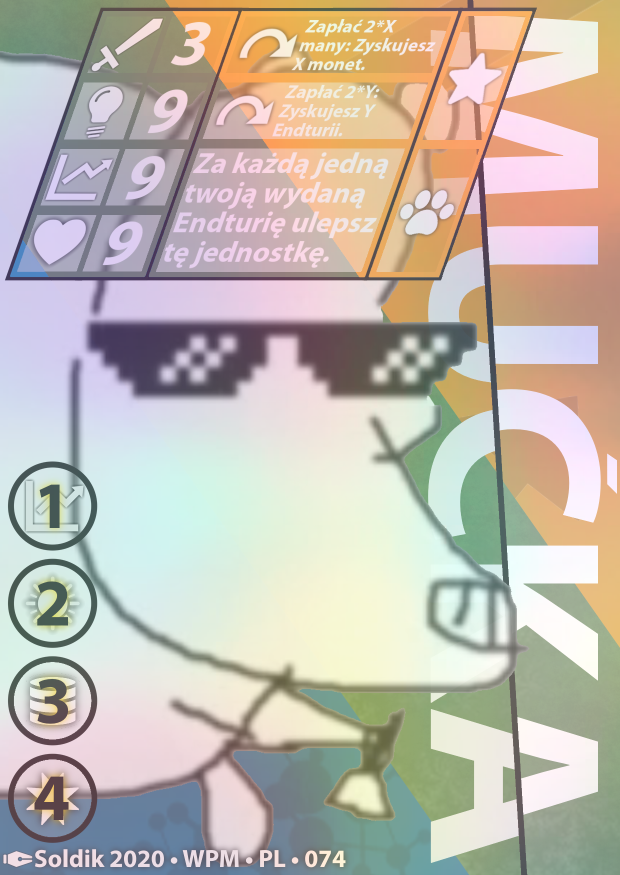 3
Zapłać 2*X
many: Zyskujesz
X monet.
9
Zapłać 2*Y:
Zyskujesz Y
Endturii.
9
Za każdą jedną
twoją wydaną
Endturię ulepsz
tę jednostkę.
9
MIÚČKA
1
2
3
4
Soldik 2020 • WPM • PL • 074